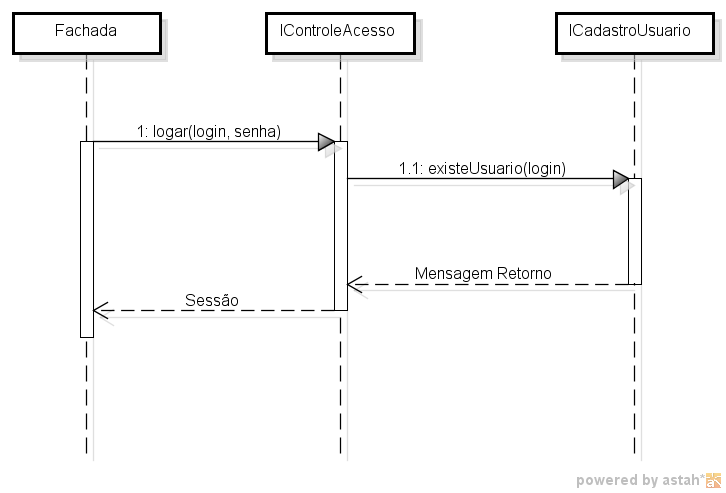 Fachada
IControleAcesso
ICadastroUsuario
1: logar(login, senha)
1.1: existeUsuario(login)
Mensagem Retorno
Sessão
powered by astah*